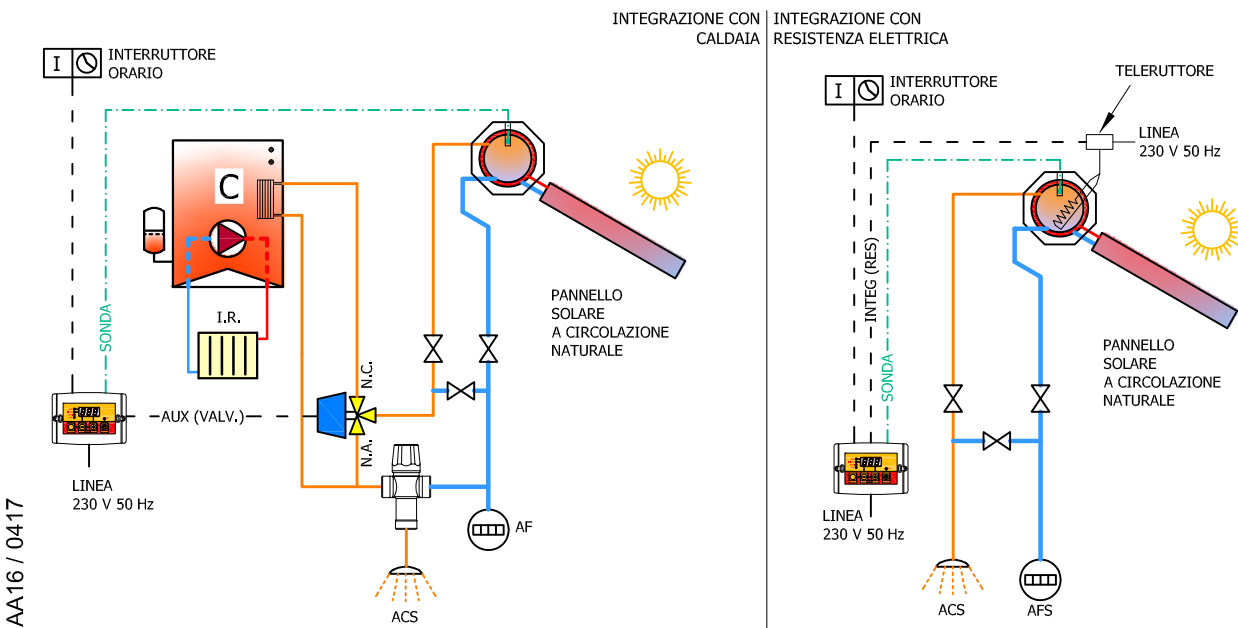 INTEGRAZIONE CON
CALDAIA
INTERRUTTORE
ORARIO
I
C
I.R.
SONDA
AUX (VALV.)
N.C.
N.A.
LINEA
230 V 50 Hz
PANNELLO
SOLARE
A CIRCOLAZIONE
NATURALE
AF
ACS
AA16 / 0417
INTEGRAZIONE CON
RESISTENZA ELETTRICA
INTERRUTTORE
ORARIO
I
TELERUTTORE
LINEA
230 V 50 Hz
INTEG (RES)
SONDA
PANNELLO
SOLARE
A CIRCOLAZIONE
NATURALE
LINEA
230 V 50 Hz
ACS
AFS